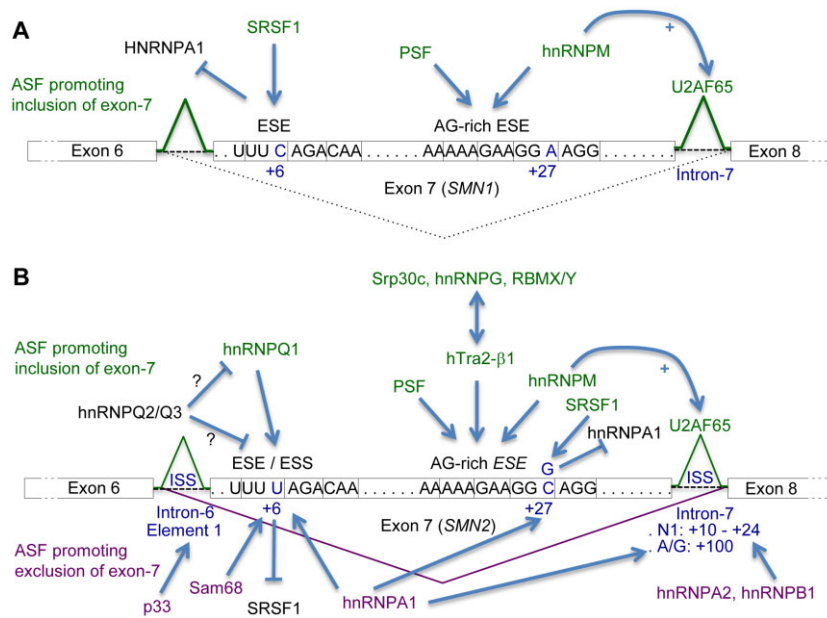 A
HNRNPA1
SRSF1
PSF
hnRNPM
+
ASF promoting
inclusion of exon-7
U2AF65
ESE
AG-rich ESE
Exon 6
. . UUU C AGACAA . . . . . . . AAAAAGAAGG A AGG . . . . . . .
Exon 8
+6
+27
Intron-7
Exon 7 (SMN1)
B
Srp30c, hnRNPG, RBMX/Y
ASF promoting
inclusion of exon-7
hnRNPQ1
hTra2-β1
?
PSF
hnRNPM
+
hnRNPQ2/Q3
SRSF1
?
hnRNPA1
U2AF65
ESE / ESS
AG-rich ESE
G
ISS
ISS
Exon 6
. . UUU U AGACAA . . . . . . . AAAAAGAAGG C AGG . . . . . . .
Exon 8
Intron-6
Element 1
+6
+27
Intron-7
Exon 7 (SMN2)
. N1: +10 - +24
. A/G: +100
ASF promoting
exclusion of exon-7
p33
Sam68
SRSF1
hnRNPA1
hnRNPA2, hnRNPB1